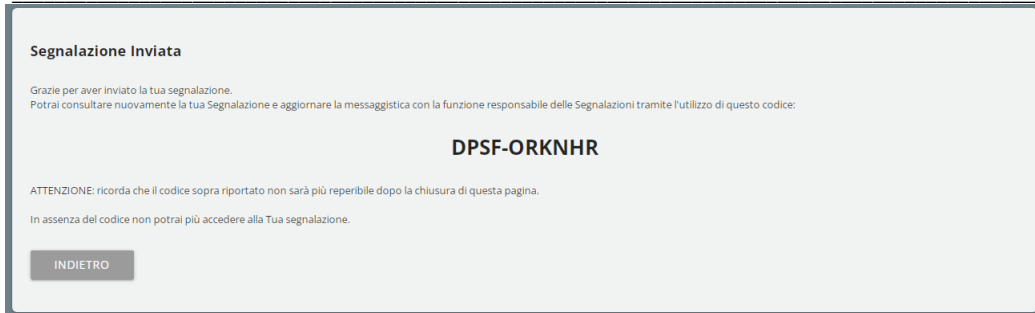 Segnalazione Inviata
Grazie per aver inviato la tua segnalazione.
Potrai consultare nuovamente la tua Segnalazione e aggiornare la messaggistica con la funzione responsabile delle Segnalazioni tramite l'utilizzo di questo codice:
DPSF-ORKNHR
ATTENZIONE: ricorda che il codice sopra riportato non sarà più reperibile dopo la chiusura di questa pagina.
In assenza del codice non potrai più accedere alla Tua segnalazione.
INDIETRO